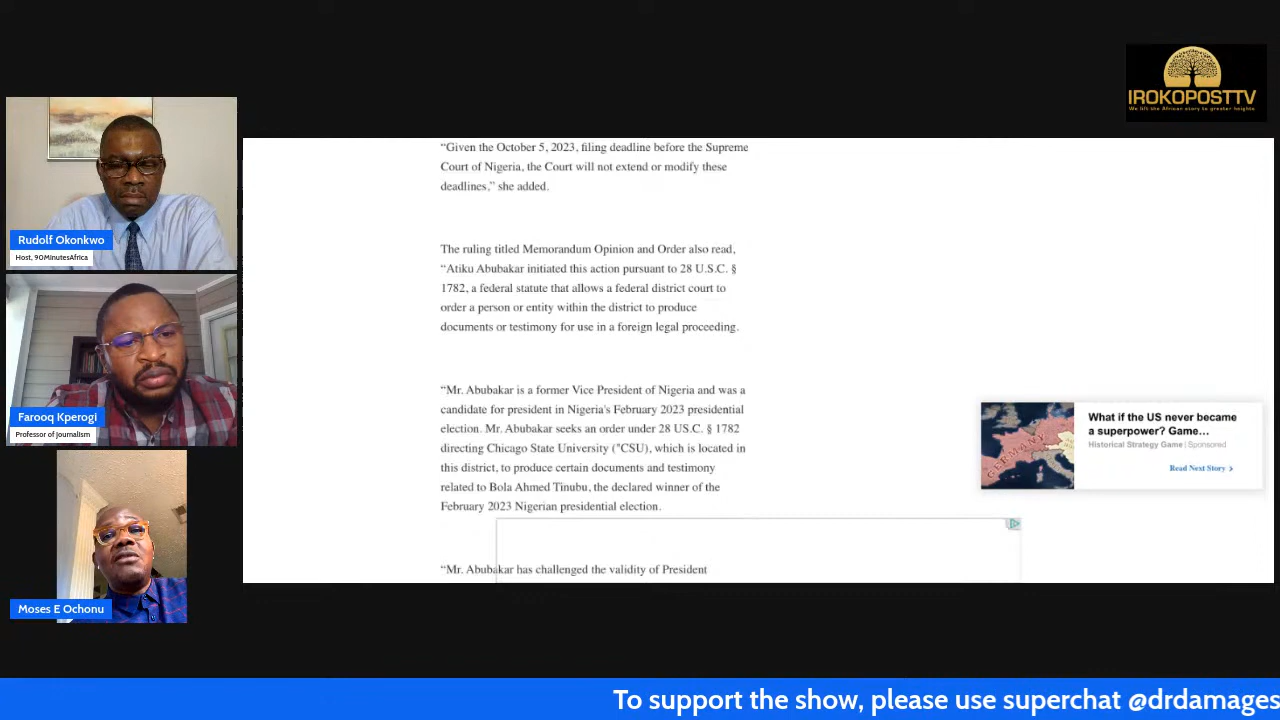 IROKOPOSTTV
We lift the African story to greater heights
Rudolf Okonkwo
Host, 90MinutesAfrica
Farooq Kperogi
Professor of Journalism
Moses E Ochonu
“Given the October 5, 2023, filing deadline before the Supreme
Court of Nigeria, the Court will not extend or modify these
deadlines,” she added.
The ruling titled Memorandum Opinion and Order also read,
“Atiku Abubakar initiated this action pursuant to 28 U.S.C. §
1782, a federal statute that allows a federal district court to
order a person or entity within the district to produce
documents or testimony for use in a foreign legal proceeding.
“Mr. Abubakar is a former Vice President of Nigeria and was a
candidate for president in Nigeria's February 2023 presidential
election. Mr. Abubakar seeks an order under 28 US.C. § 1782
directing Chicago State University ("CSU), which is located in
this district, to produce certain documents and testimony
related to Bola Ahmed Tinubu, the declared winner of the
February 2023 Nigerian presidential election.
“Mr. Abubakar has challenged the validity of President
GERMANY
What if the US never became
a superpower? Game…
Historical Strategy Game | Sponsored
Read Next Story
To support the show, please use superchat @drdamages